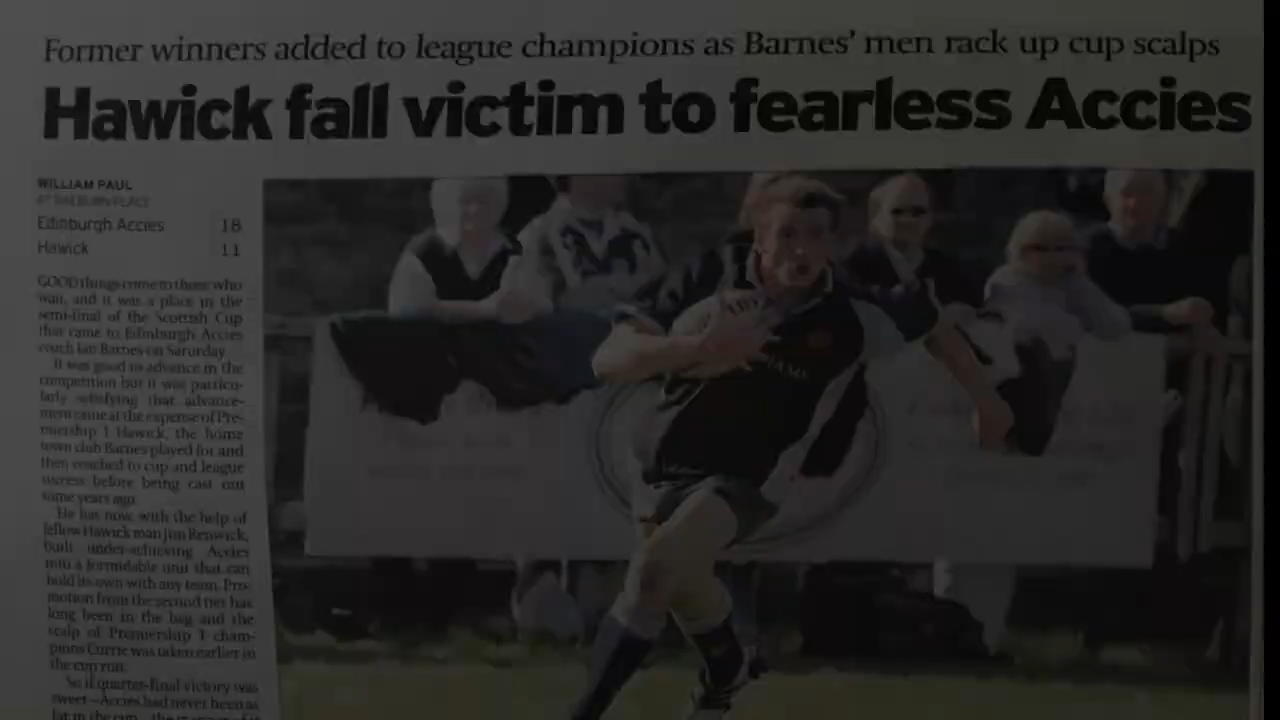 Former winners added to league champions as Barnes' men rack up cup scalps
Hawick fall victim to fearless Accies
WILLIAM PAUL
AT RAEBURN PLACE
Edinburgh Accies 18
Hawick 11
GOOD things come to those who
wait, and it was a place in the
semi-final of the Scottish Cup
that came to Edinburgh Accies
coach Ian Barnes on Saturday.
It was good to advance in the
competition but it was particu-
larly satisfying that advance-
ment came at the expense of Pre-
miership 1 Hawick, the home
town club Barnes played for and
then coached to cup and league
success before being cast out
some years ago.
He has now, with the help of
fellow Hawick man Jim Renwick,
built under-achieving Accies
into a formidable unit that can
hold its own with any team. Pro-
motion from the second tier has
long been in the bag and the
scalp of Premiership 1 cham-
pions Currie was taken earlier in
the cup run.
So if quarter-final victory was
sweet – Accies had never been as
far in the cup